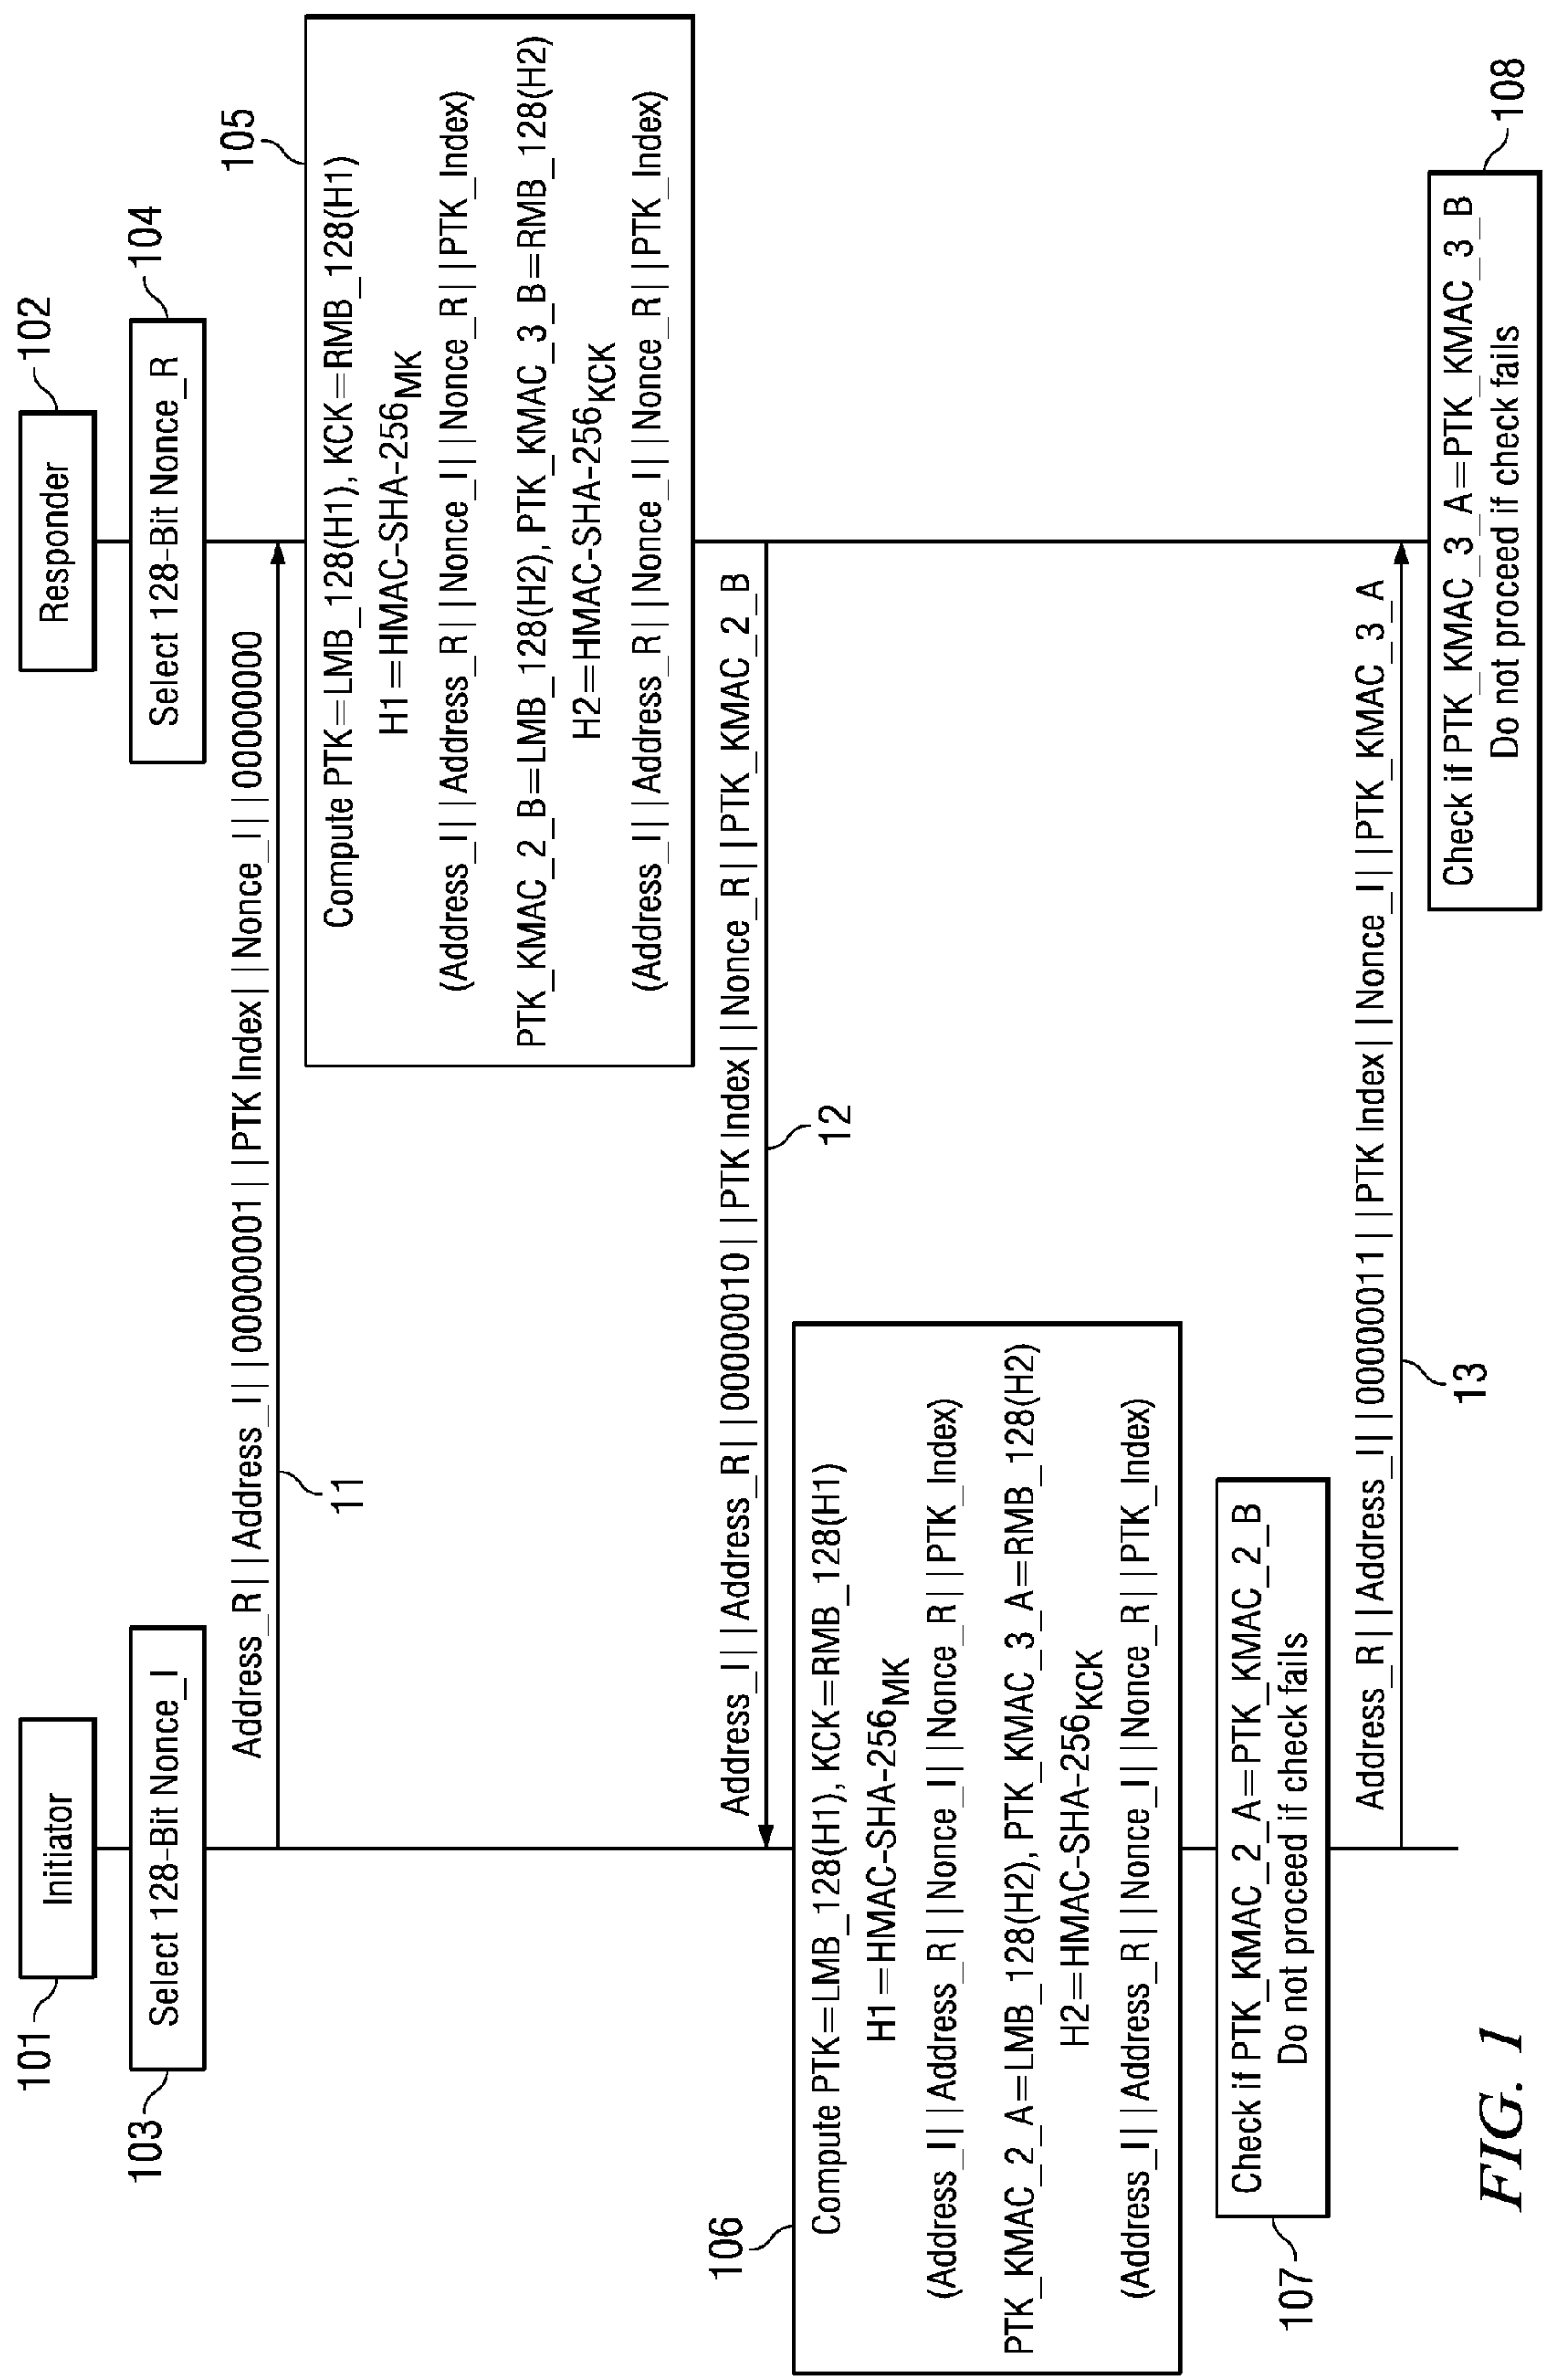 Initiator
101
Responder
102
Select 128-Bit Nonce_I
103
Select 128-Bit Nonce_R
104
Address_R||Address_I||00000001||PTK Index||Nonce_I||00000000
11
105
Compute PTK=LMB_128(H1), KCK=RMB_128(H1)
H1=HMAC-SHA-256MK
(Address_I||Address_R||Nonce_I||Nonce_R||PTK_Index)
PTK_KMAC_2_B=LMB_128(H2), PTK_KMAC_3_B=RMB_128(H2)
H2=HMAC-SHA-256KCK
(Address_I||Address_R||Nonce_I||Nonce_R||PTK_Index)
Address_I||Address_R||00000010||PTK Index||Nonce_R||PTK_KMAC_2_B
12
106
Compute PTK=LMB_128(H1), KCK=RMB_128(H1)
H1=HMAC-SHA-256MK
(Address_I||Address_R||Nonce_I||Nonce_R||PTK_Index)
PTK_KMAC_2_A=LMB_128(H2), PTK_KMAC_3_A=RMB_128(H2)
H2=HMAC-SHA-256KCK
(Address_I||Address_R||Nonce_I||Nonce_R||PTK_Index)
107
Check if PTK_KMAC_2_A=PTK_KMAC_2_B
Do not proceed if check fails
Address_R||Address_I||00000011||PTK Index||Nonce_I||PTK_KMAC_3_A
13
Check if PTK_KMAC_3_A=PTK_KMAC_3_B
Do not proceed if check fails
108
FIG. 1